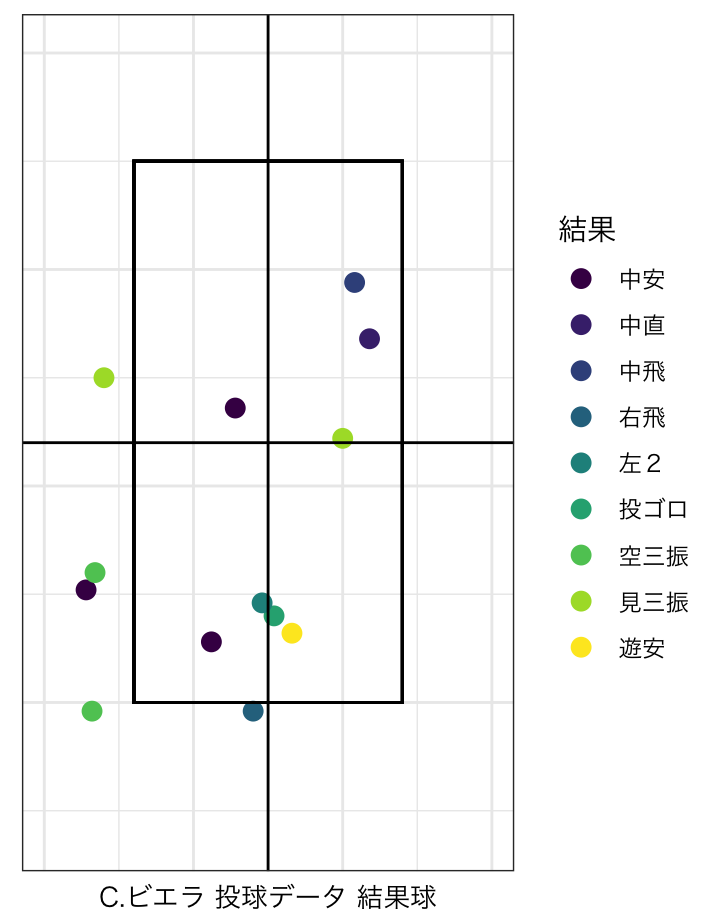 結果
中安
中直
中飛
右飛
左２
投ゴロ
空三振
見三振
遊安
C.ビエラ 投球データ 結果球